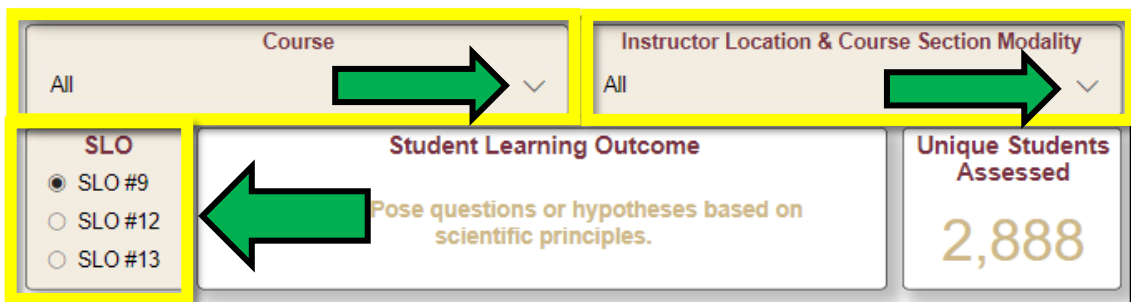 Course
All
Instructor Location & Course Section Modality
All
SLO
SLO #9
SLO #12
SLO #13
Student Learning Outcome
Pose questions or hypotheses based on
scientific principles.
Unique Students
Assessed
2,888